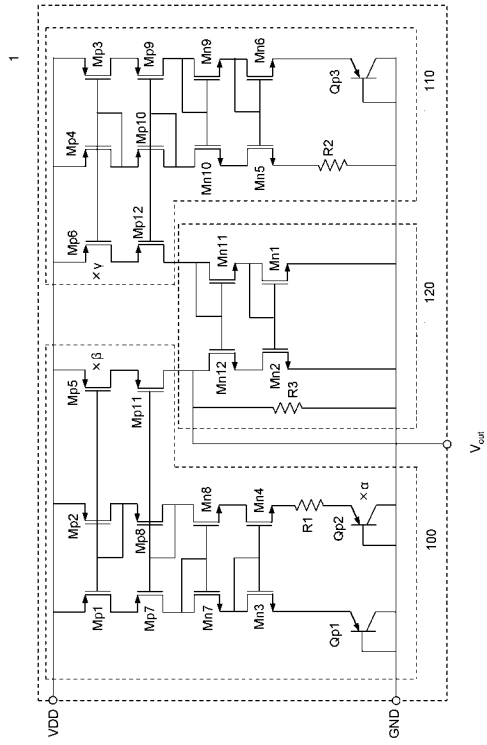 1
Mp3
Mp9
Mn9
Mn6
Qp3
110
Mp4
Mp10
Mn10
Mn5
R2
Mp6
× γ
Mp12
Mn11
Mn1
120
Mp5
× β
Mp11
Mn12
Mn2
R3
Vout
Mp2
Mp8
Mn8
Mn4
R1
Qp2
× α
100
Mp1
Mp7
Mn7
Mn3
Qp1
VDD
GND